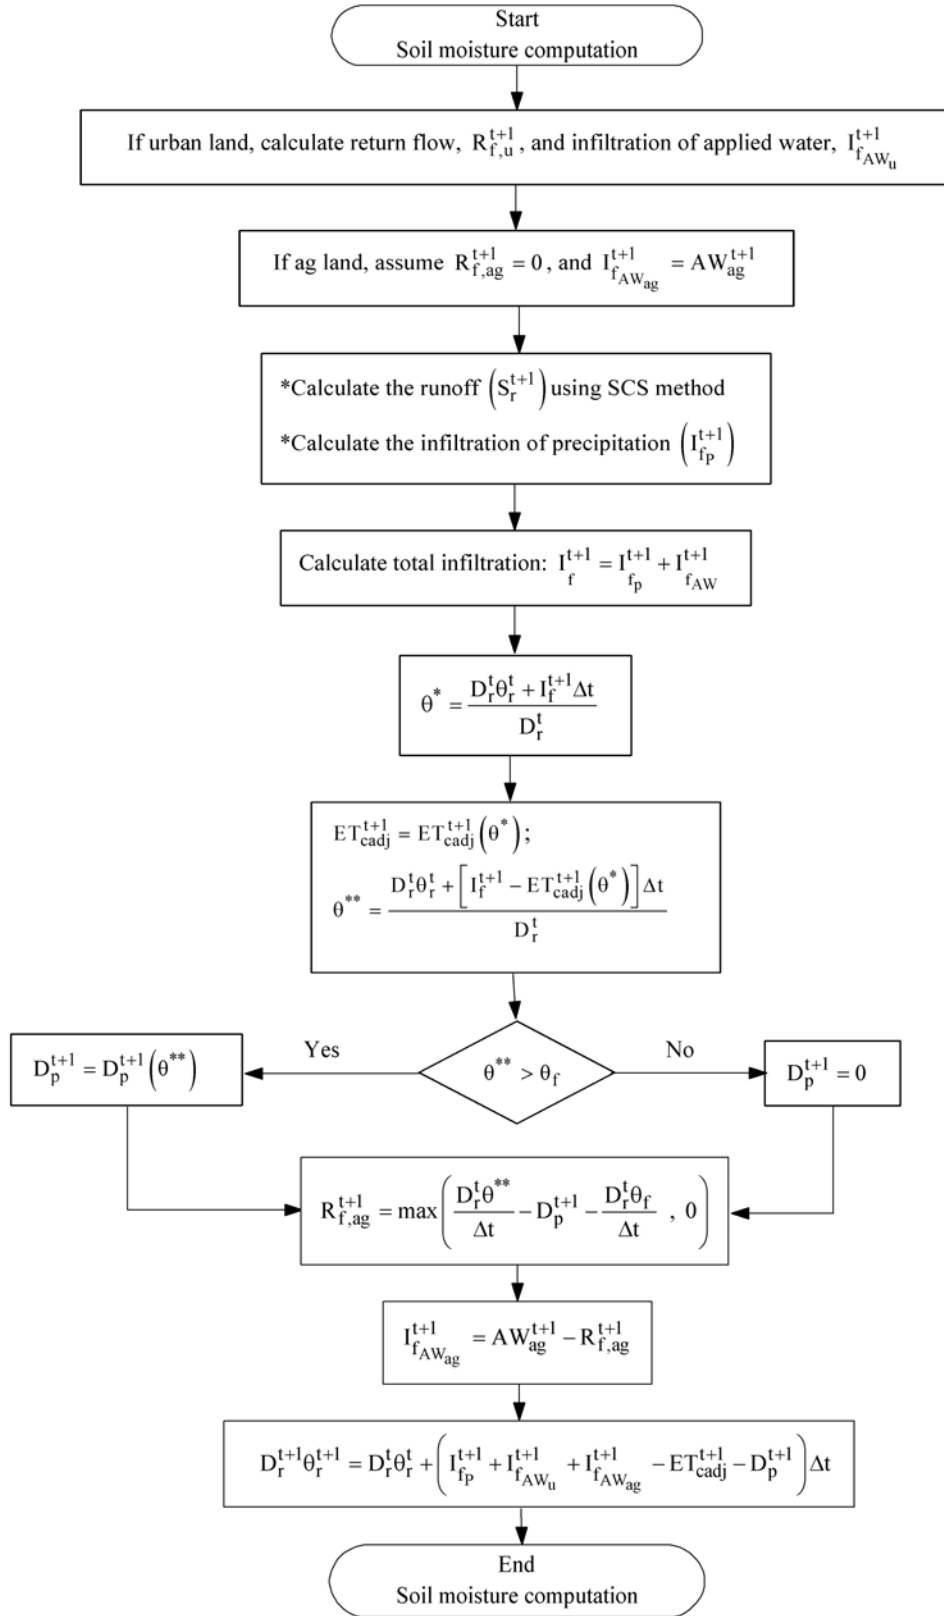 Start
Soil moisture computation
If urban land, calculate return flow, R_{f,u}^{t+1}, and infiltration of applied water, I_{f_{AW_u}}^{t+1}
If ag land, assume R_{f,ag}^{t+1} = 0, and I_{f_{AW_{ag}}}^{t+1} = AW_{ag}^{t+1}
*Calculate the runoff (S_r^{t+1}) using SCS method
*Calculate the infiltration of precipitation (I_{f_P}^{t+1})
Calculate total infiltration: I_f^{t+1} = I_{f_p}^{t+1} + I_{f_{AW}}^{t+1}
θ^* = \frac{D_r^t θ_r^t + I_f^{t+1} Δt}{D_r^t}
ET_{cadj}^{t+1} = ET_{cadj}^{t+1}(θ^*);
θ^{**} = \frac{D_r^t θ_r^t + [I_f^{t+1} - ET_{cadj}^{t+1}(θ^*)] Δt}{D_r^t}
D_p^{t+1} = D_p^{t+1}(θ^{**})
Yes
θ^{**} > θ_f
No
D_p^{t+1} = 0
R_{f,ag}^{t+1} = max(\frac{D_r^t θ^{**}}{Δt} - D_p^{t+1} - \frac{D_r^t θ_f}{Δt} , 0)
I_{f_{AW_{ag}}}^{t+1} = AW_{ag}^{t+1} - R_{f,ag}^{t+1}
D_r^{t+1} θ_r^{t+1} = D_r^t θ_r^t + (I_{f_P}^{t+1} + I_{f_{AW_u}}^{t+1} + I_{f_{AW_{ag}}}^{t+1} - ET_{cadj}^{t+1} - D_p^{t+1}) Δt
End
Soil moisture computation